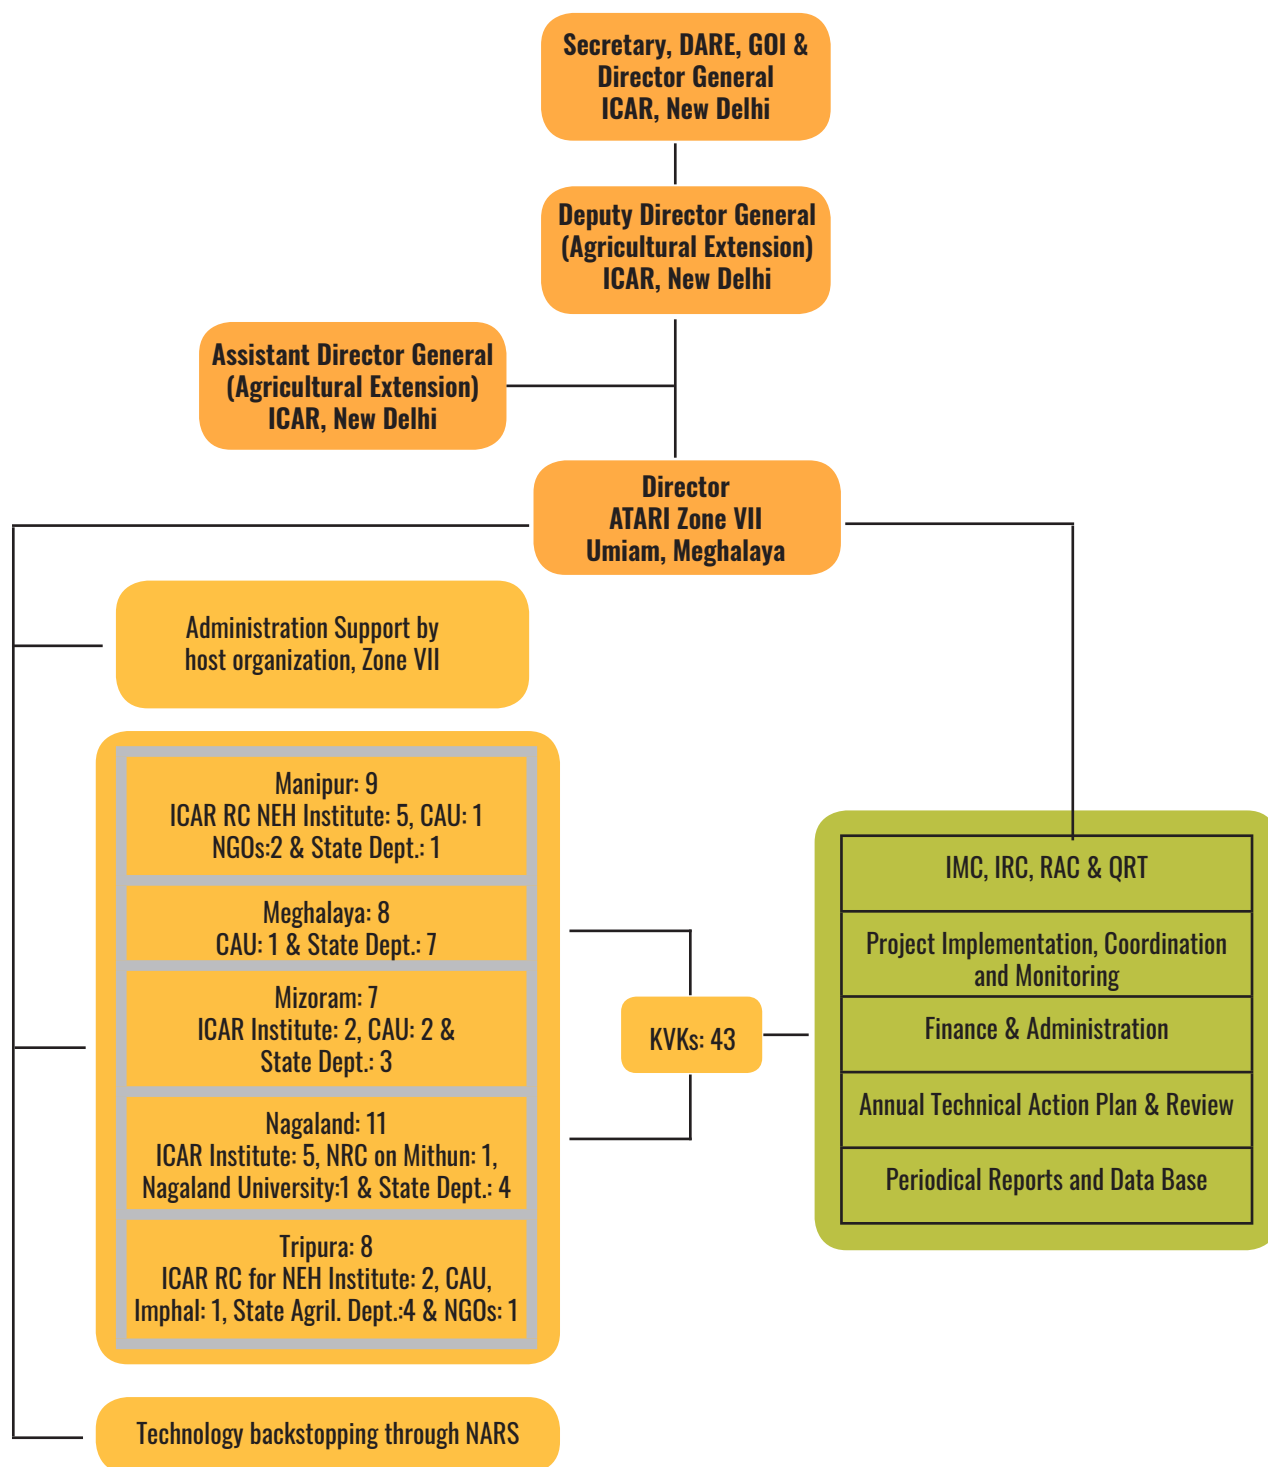 Secretary, DARE, GOI &
Director General
ICAR, New Delhi
Deputy Director General
(Agricultural Extension)
ICAR, New Delhi
Assistant Director General
(Agricultural Extension)
ICAR, New Delhi
Director
ATARI Zone VII
Umiam, Meghalaya
Administration Support by
host organization, Zone VII
Manipur: 9
ICAR RC NEH Institute: 5, CAU: 1
NGOs:2 & State Dept.: 1
Meghalaya: 8
CAU: 1 & State Dept.: 7
Mizoram: 7
ICAR Institute: 2, CAU: 2 &
State Dept.: 3
Nagaland: 11
ICAR Institute: 5, NRC on Mithun: 1,
Nagaland University:1 & State Dept.: 4
Tripura: 8
ICAR RC for NEH Institute: 2, CAU,
Imphal: 1, State Agril. Dept.:4 & NGOs: 1
KVKs: 43
IMC, IRC, RAC & QRT
Project Implementation, Coordination
and Monitoring
Finance & Administration
Annual Technical Action Plan & Review
Periodical Reports and Data Base
Technology backstopping through NARS